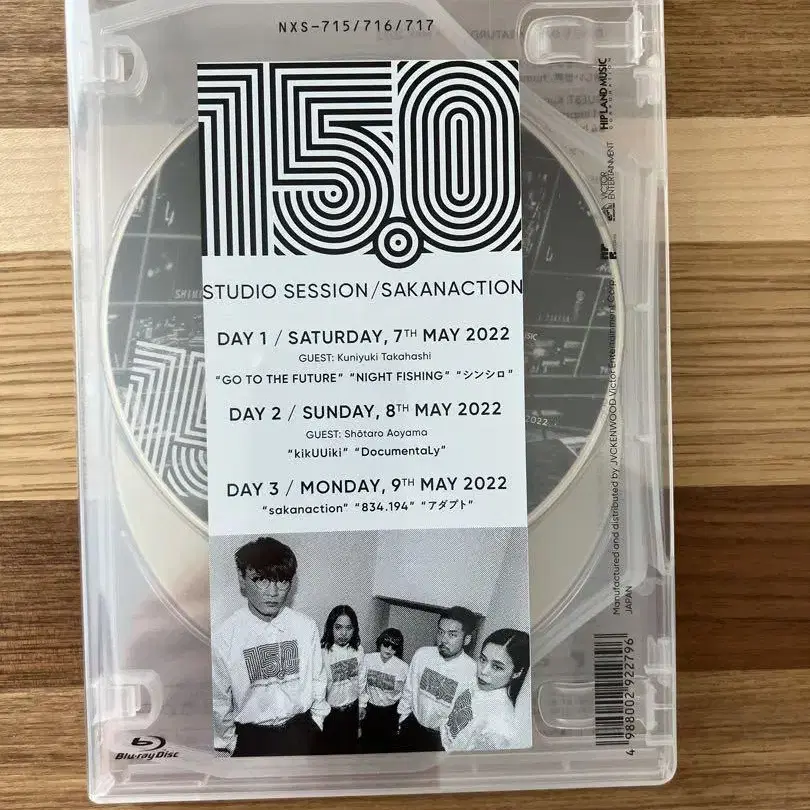 NXS-715/716/717
15.0
STUDIO SESSION/SAKANACTION
DAY 1 / SATURDAY, 7TH MAY 2022
GUEST: Kuniyuki Takahashi
“GO TO THE FUTURE” “NIGHT FISHING” “シンシロ”
DAY 2 / SUNDAY, 8TH MAY 2022
GUEST: Shōtaro Aoyama
“kikUUiki” “DocumentaLy”
DAY 3 / MONDAY, 9TH MAY 2022
“sakanaction” “834.194” “アダプト”
15.0
Blu-ray Disc
HIP LAND MUSIC
CORPORATION
VICTOR
ENTERTAINMENT
Manufactured and distributed by JVCKENWOOD Victor Entertainment Corp.
JAPAN
4 988002 922796